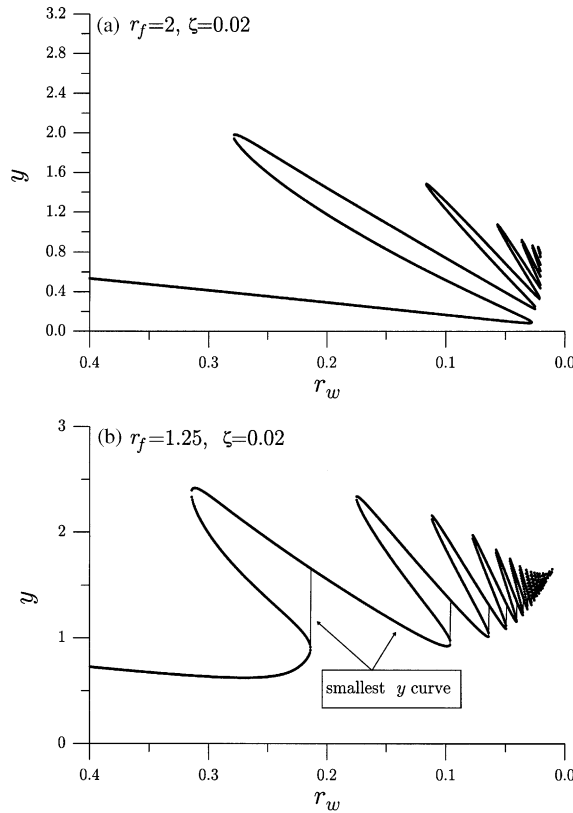 (a) r_f=2, ζ=0.02
3.2
2.8
2.4
2.0
1.6
1.2
0.8
0.4
0.0
y
0.4 0.3 0.2 0.1 0.0
r_w
(b) r_f=1.25, ζ=0.02
3
2
1
0
y
smallest y curve
0.4 0.3 0.2 0.1 0.0
r_w